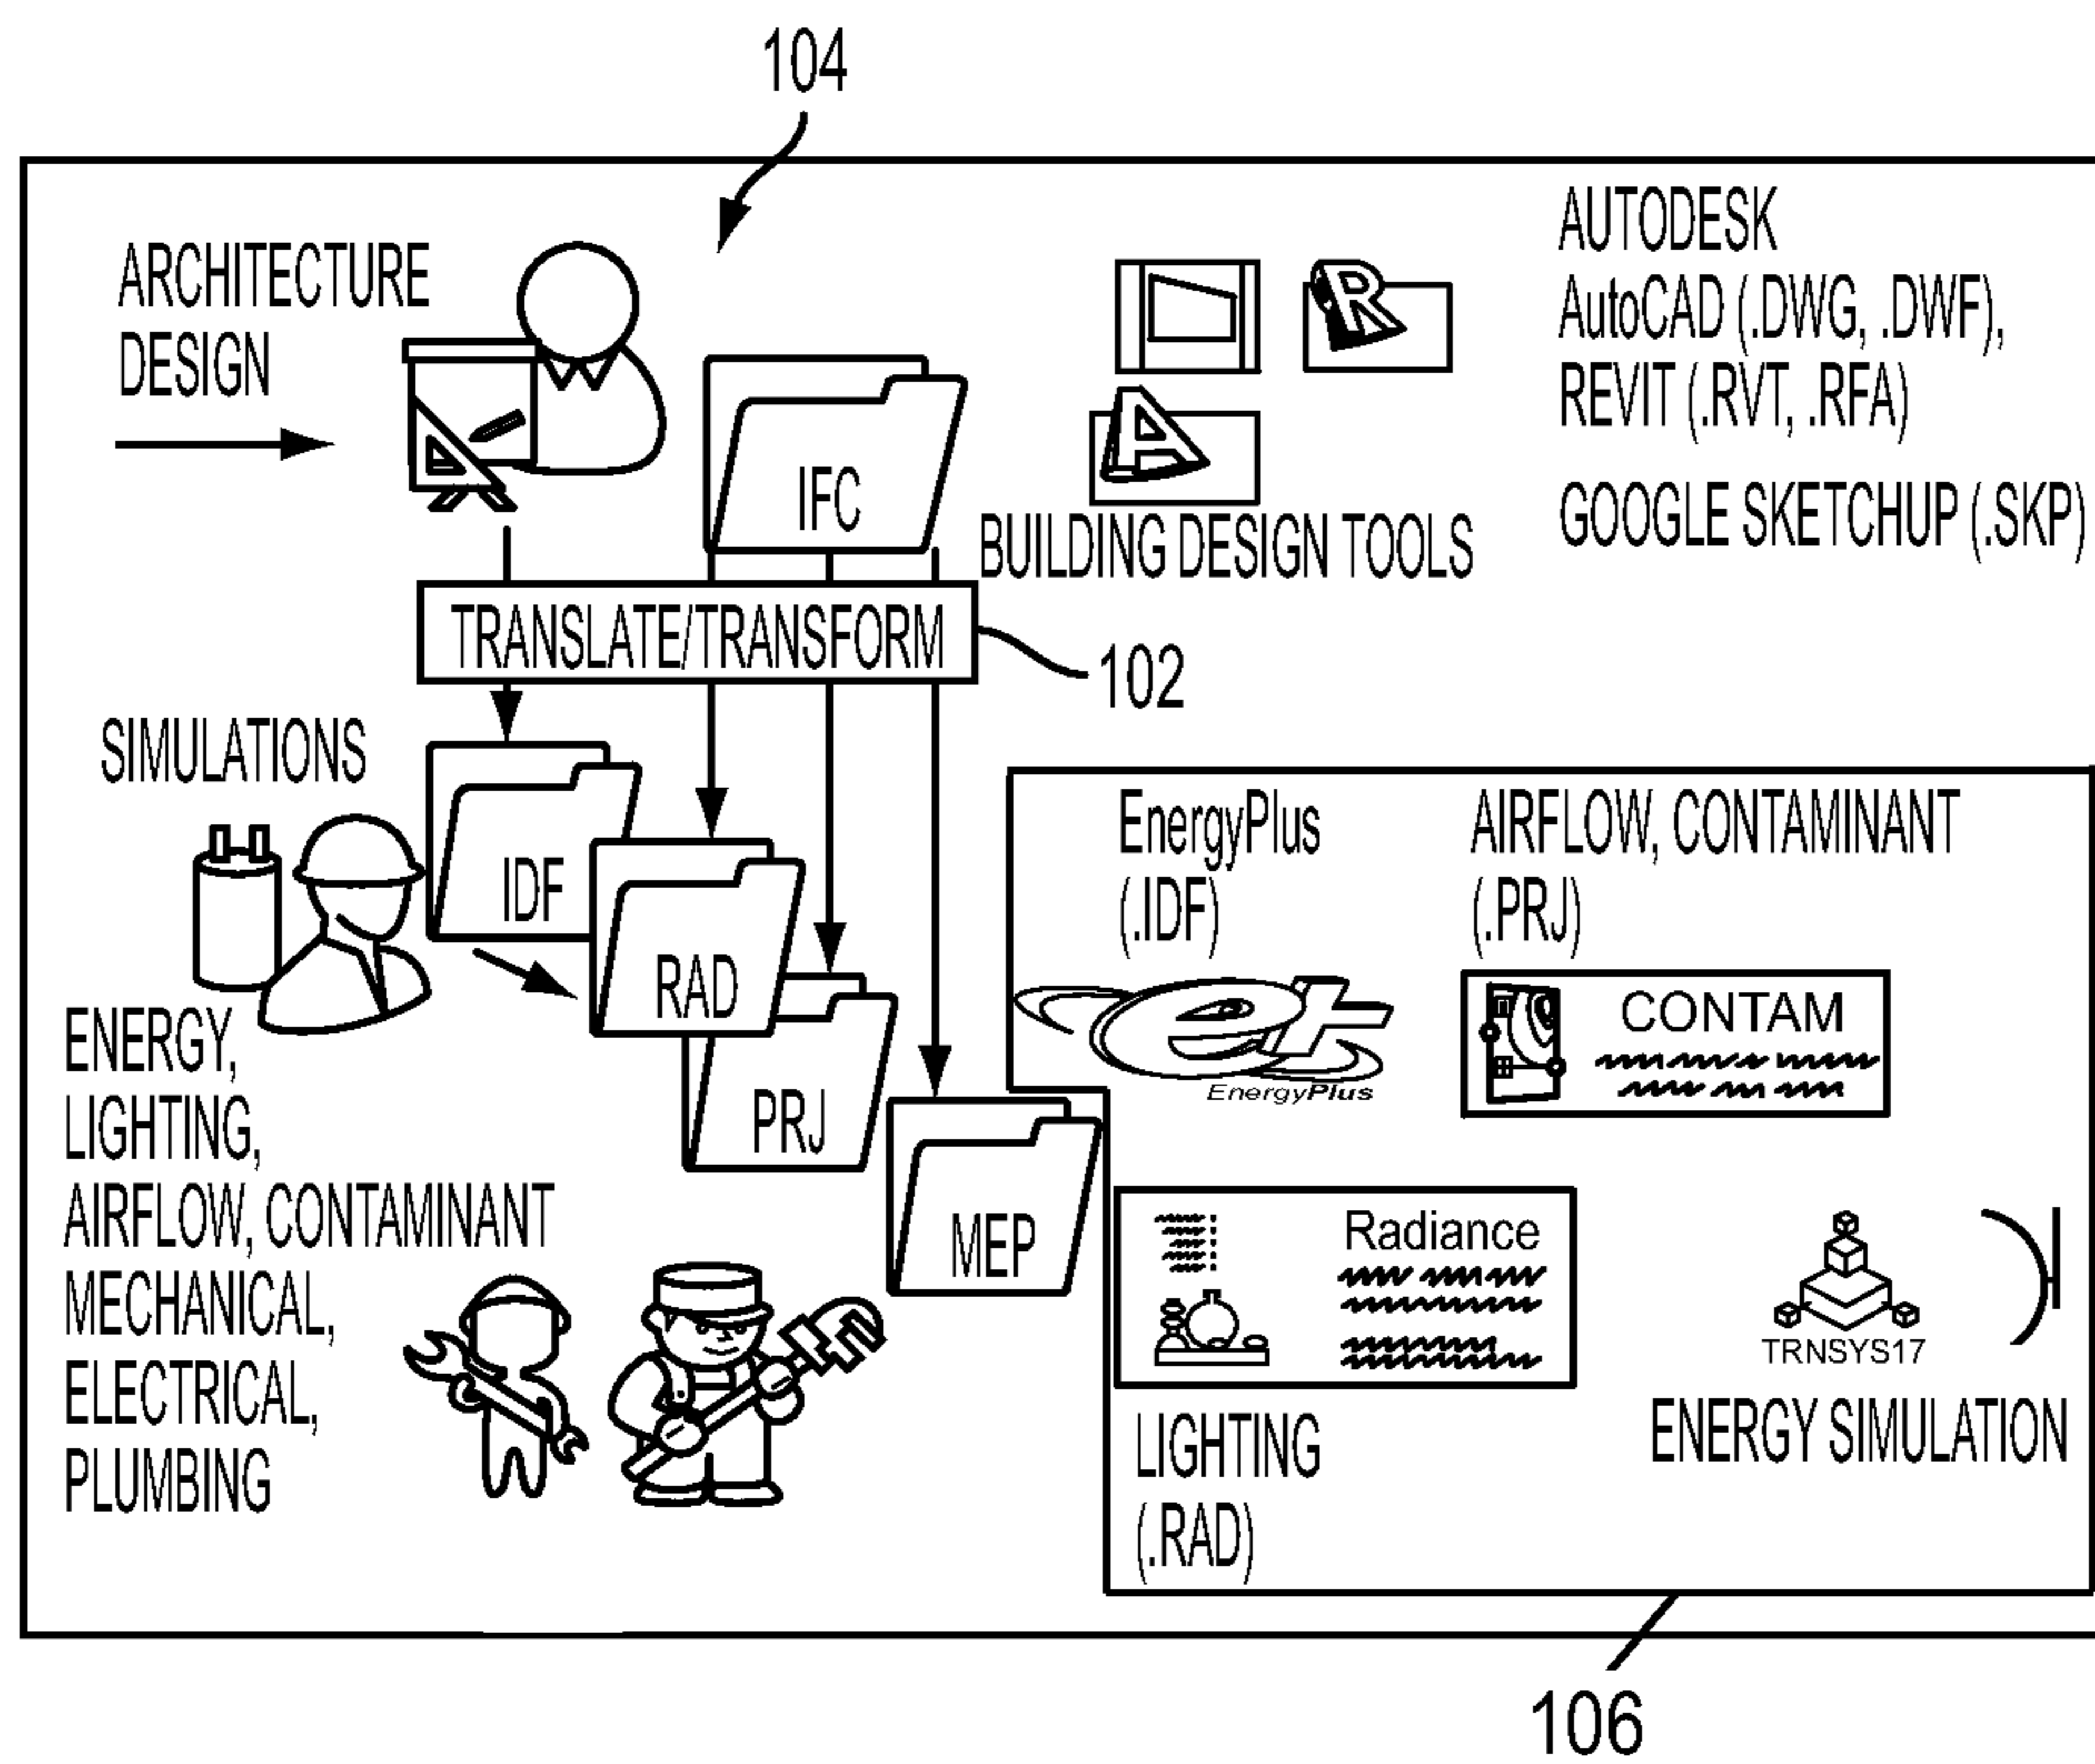 104
ARCHITECTURE
DESIGN
AUTODESK
AutoCAD (.DWG, .DWF),
REVIT (.RVT, .RFA)
GOOGLE SKETCHUP (.SKP)
R
A
IFC
BUILDING DESIGN TOOLS
TRANSLATE/TRANSFORM
102
SIMULATIONS
IDF
RAD
PRJ
MEP
ENERGY,
LIGHTING,
AIRFLOW, CONTAMINANT
MECHANICAL,
ELECTRICAL,
PLUMBING
EnergyPlus
(.IDF)
AIRFLOW, CONTAMINANT
(.PRJ)
e+
EnergyPlus
CONTAM
Radiance
LIGHTING
(.RAD)
TRNSYS17
ENERGY SIMULATION
106